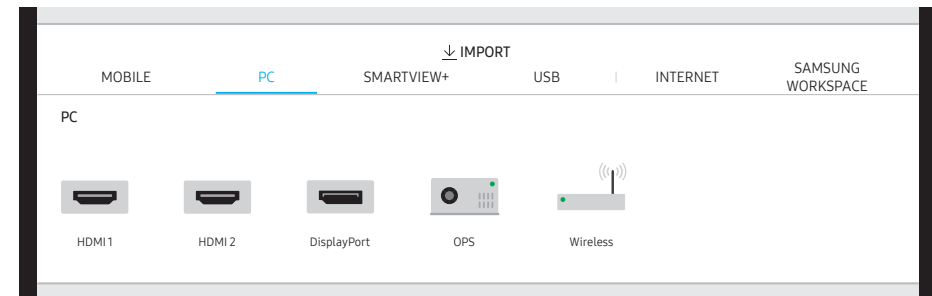 IMPORT
MOBILE PC SMARTVIEW+ USB INTERNET SAMSUNG
WORKSPACE
PC
HDMI 1 HDMI 2 DisplayPort OPS Wireless